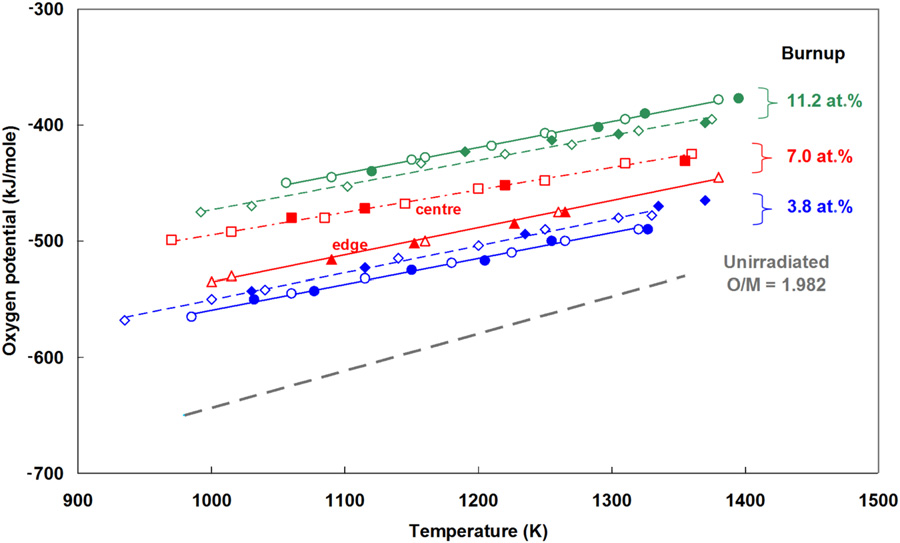 -300
Burnup
11.2 at.%
-400
7.0 at.%
centre
3.8 at.%
edge
-500
Unirradiated
O/M = 1.982
-600
-700
900 1000 1100 1200 1300 1400 1500
Temperature (K)
Oxygen potential (kJ/mole)